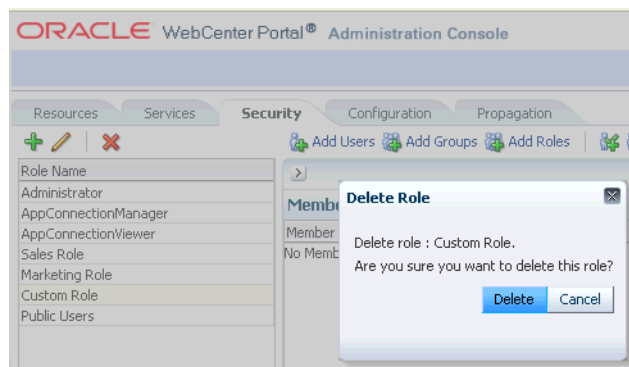 ORACLE WebCenter Portal® Administration Console
Resources Services Security Configuration Propagation
Add Users Add Groups Add Roles
Role Name
Administrator
AppConnectionManager
AppConnectionViewer
Sales Role
Marketing Role
Custom Role
Public Users
Member
No Memb
Delete Role
Delete role : Custom Role.
Are you sure you want to delete this role?
Delete Cancel